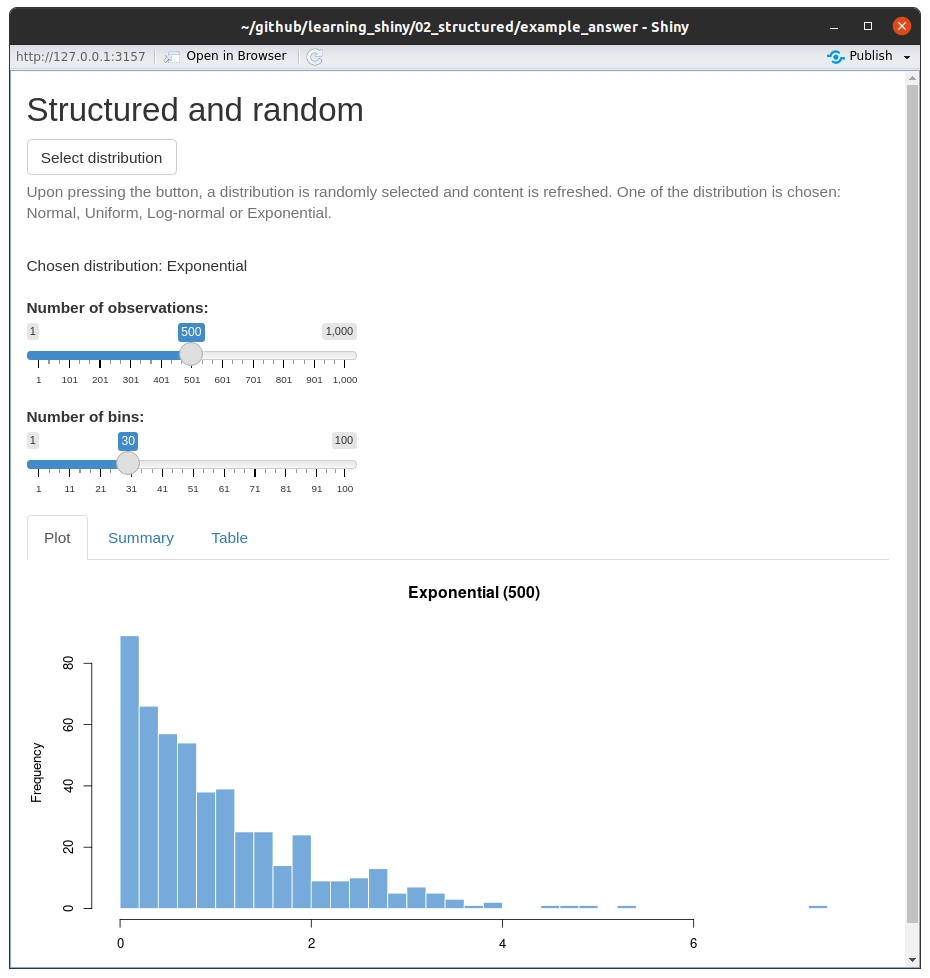 ~/github/learning_shiny/02_structured/example_answer - Shiny
http://127.0.0.1:3157 Open in Browser Publish
Structured and random
Select distribution
Upon pressing the button, a distribution is randomly selected and content is refreshed. One of the distribution is chosen:
Normal, Uniform, Log-normal or Exponential.
Chosen distribution: Exponential
Number of observations:
1 500 1,000
1 101 201 301 401 501 601 701 801 901 1,000
Number of bins:
1 30 100
1 11 21 31 41 51 61 71 81 91 100
Plot Summary Table
Exponential (500)
Frequency
80
60
40
20
0
0 2 4 6